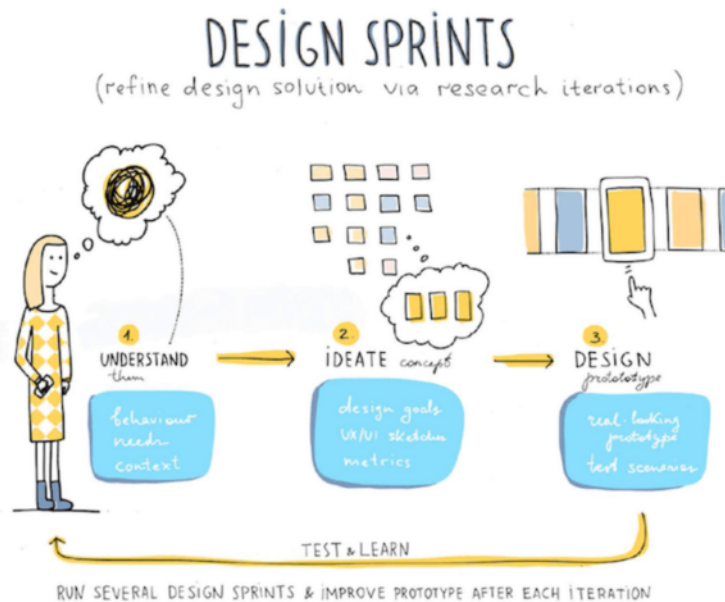 DESIGN SPRINTS
(refine design solution via research iterations)
1.
UNDERSTAND
them
behaviour
needs
context
2.
IDEATE concept
design goals
UX/UI sketches
metrics
3.
DESIGN
protototype
real-looking
prototype
test scenarios
TEST & LEARN
RUN SEVERAL DESIGN SPRINTS & IMPROVE PROTOTYPE AFTER EACH ITERATION